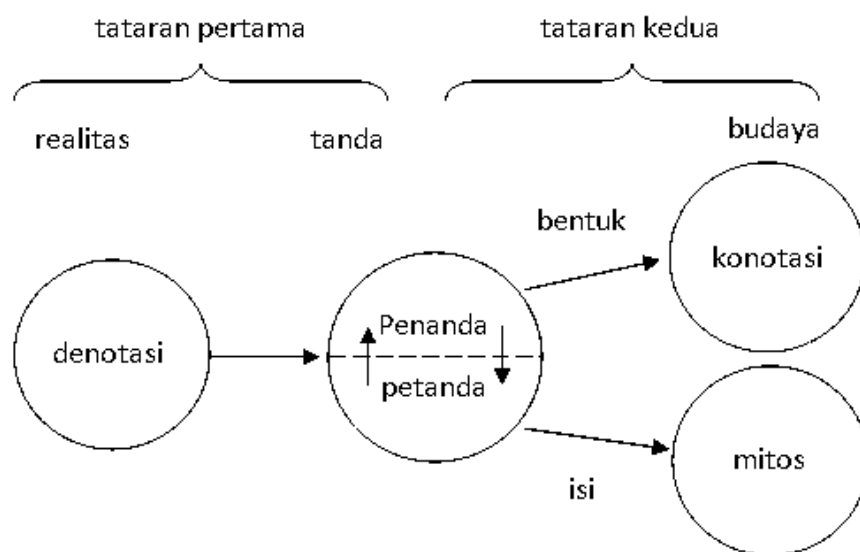 tataran pertama
tataran kedua
realitas
tanda
budaya
bentuk
konotasi
denotasi
Penanda
petanda
isi
mitos